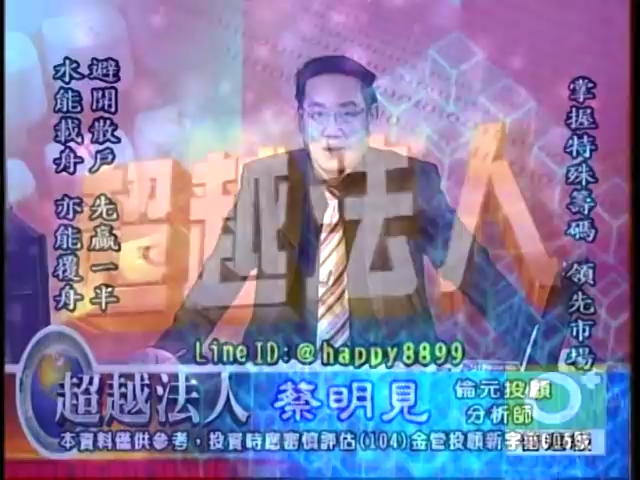 避開散戶 先贏一半
水能載舟 亦能覆舟
掌握特殊籌碼 領先市場
超越法人
Line ID:@happy8899
超越法人
蔡明見
倫元投顧
分析師
本資料僅供參考，投資時應審慎評估(104)金管投顧新字第